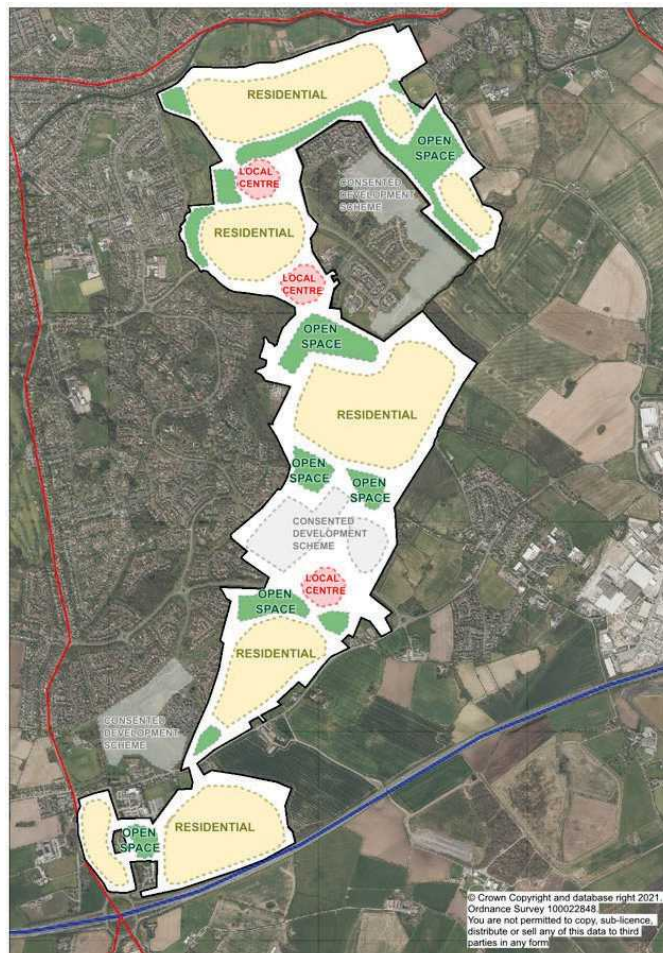 RESIDENTIAL
OPEN
SPACE
LOCAL
CENTRE
CONSENTED
DEVELOPMENT
SCHEME
RESIDENTIAL
LOCAL
CENTRE
OPEN
SPACE
RESIDENTIAL
OPEN
SPACE
OPEN
SPACE
CONSENTED
DEVELOPMENT
SCHEME
LOCAL
CENTRE
OPEN
SPACE
RESIDENTIAL
CONSENTED
DEVELOPMENT
SCHEME
OPEN
SPACE
RESIDENTIAL
© Crown Copyright and database right 2021.
Ordnance Survey 100022848.
You are not permitted to copy, sub-licence,
distribute or sell any of this data to third
parties in any form